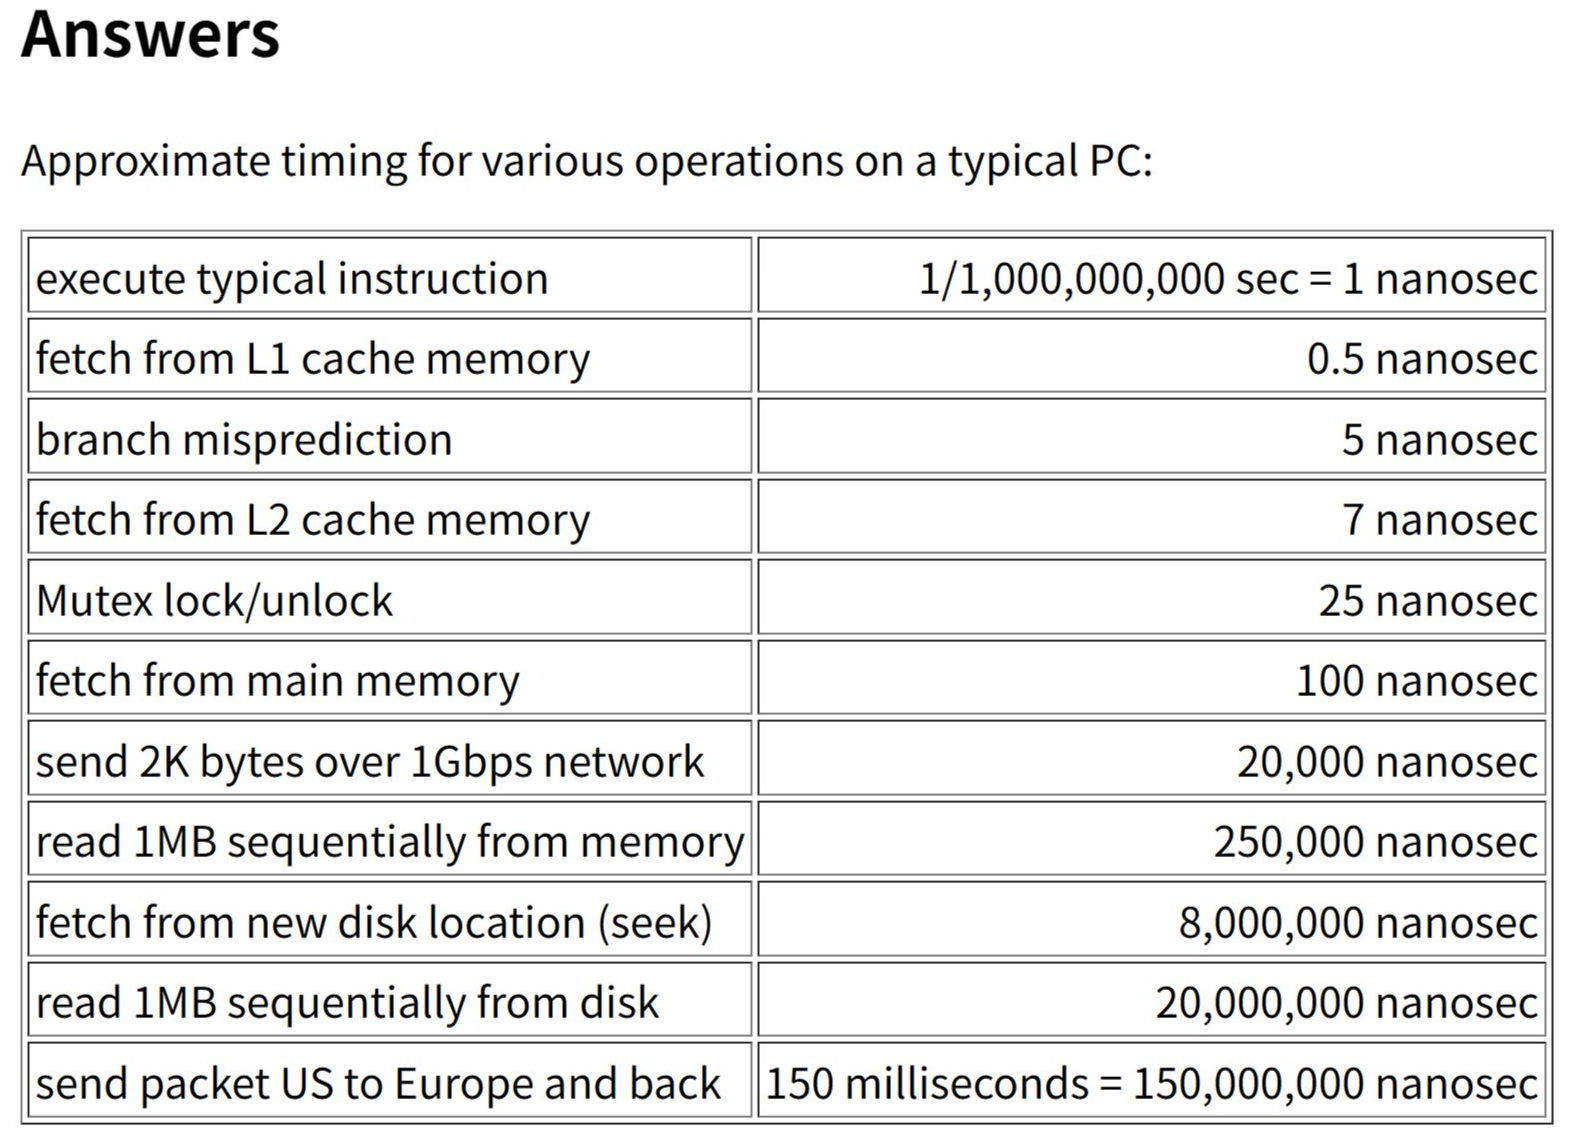 Answers
Approximate timing for various operations on a typical PC:
execute typical instruction 1/1,000,000,000 sec = 1 nanosec
fetch from L1 cache memory 0.5 nanosec
branch misprediction 5 nanosec
fetch from L2 cache memory 7 nanosec
Mutex lock/unlock 25 nanosec
fetch from main memory 100 nanosec
send 2K bytes over 1Gbps network 20,000 nanosec
read 1MB sequentially from memory 250,000 nanosec
fetch from new disk location (seek) 8,000,000 nanosec
read 1MB sequentially from disk 20,000,000 nanosec
send packet US to Europe and back 150 milliseconds = 150,000,000 nanosec